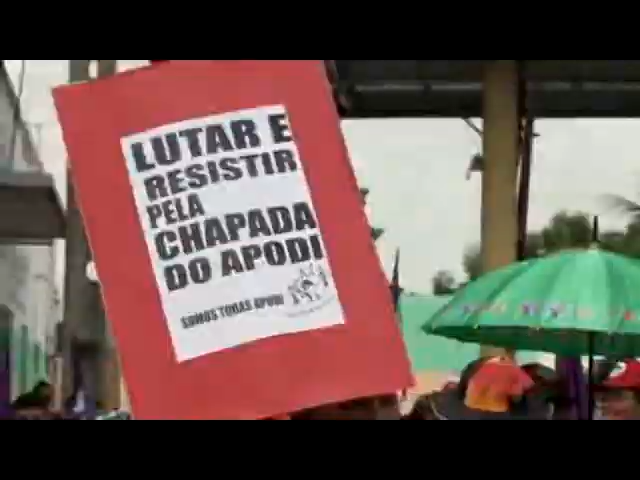 LUTAR E
RESISTIR
PELA
CHAPADA
DO APODI
SOMOS TODAS APODI